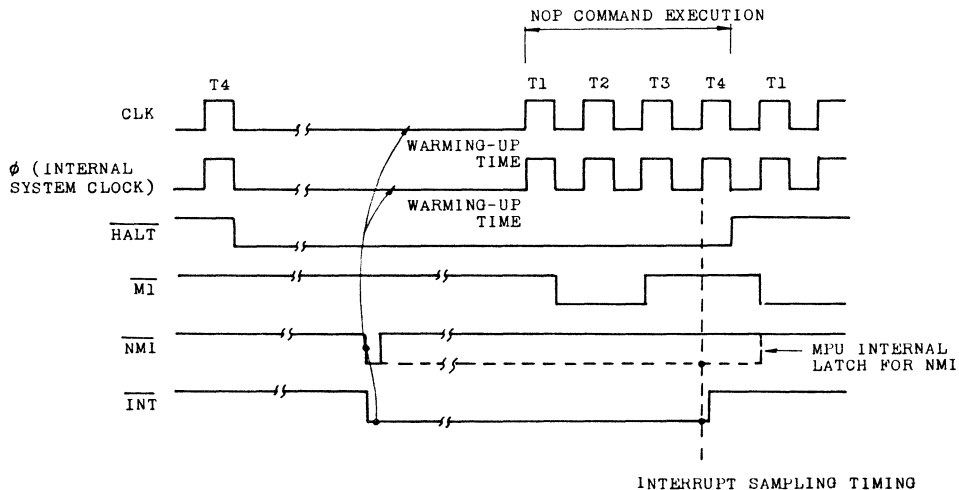 NOP COMMAND EXECUTION
T4 T1 T2 T3 T4 T1
CLK
WARMING-UP
TIME
ϕ (INTERNAL
SYSTEM CLOCK)
WARMING-UP
TIME
HALT
M1
NMI
MPU INTERNAL
LATCH FOR NMI
INT
INTERRUPT SAMPLING TIMING